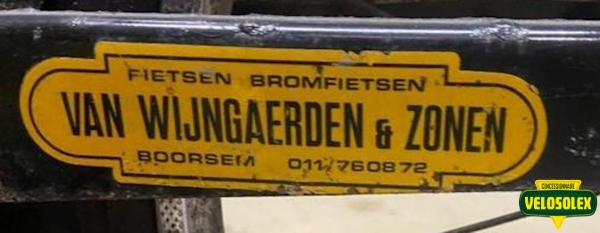 FIETSEN BROMFIETSEN
VAN WIJNGAERDEN & ZONEN
BOORSEM 011/760872
CONCESSIONNAIRE
VELOSOLEX